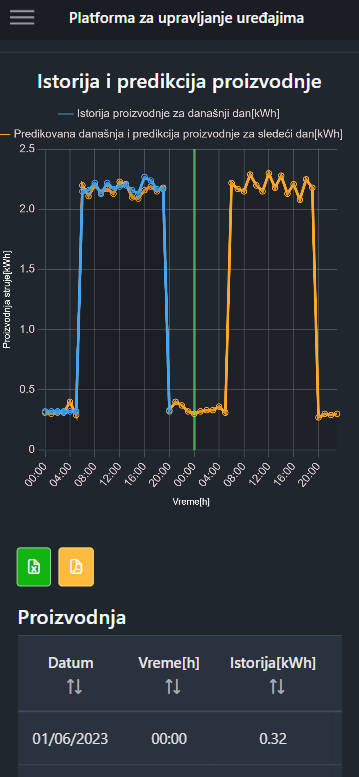 Platforma za upravljanje uređajima
Istorija i predikcija proizvodnje
Istorija proizvodnje za današnji dan[kWh]
Predikovana današnja i predikcija proizvodnje za sledeći dan[kWh]
2.5
2.0
1.5
1.0
0.5
0
Proizvodnja struje[kWh]
00:00 04:00 08:00 12:00 16:00 20:00 00:00 04:00 08:00 12:00 16:00 20:00
Vreme[h]
Proizvodnja
Datum Vreme[h] Istorija[kWh]
01/06/2023 00:00 0.32